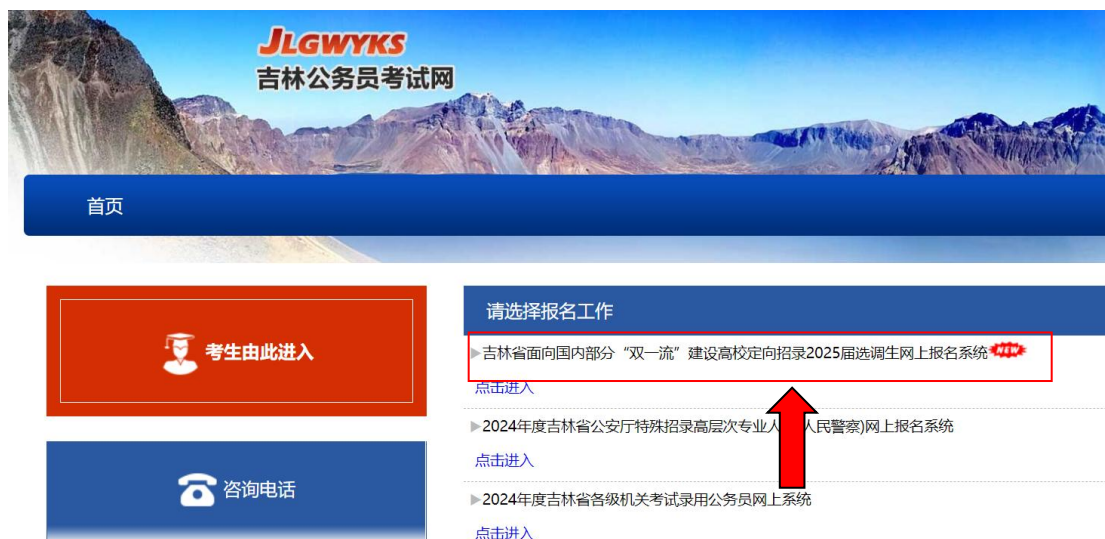 JLGWYKS
吉林公务员考试网
首页
考生由此进入
咨询电话
请选择报名工作
吉林省面向国内部分“双一流”建设高校定向招录2025届选调生网上报名系统 NEW
点击进入
2024年度吉林省公安厅特殊招录高层次专业人 人民警察)网上报名系统
点击进入
2024年度吉林省各级机关考试录用公务员网上系统
点击进入